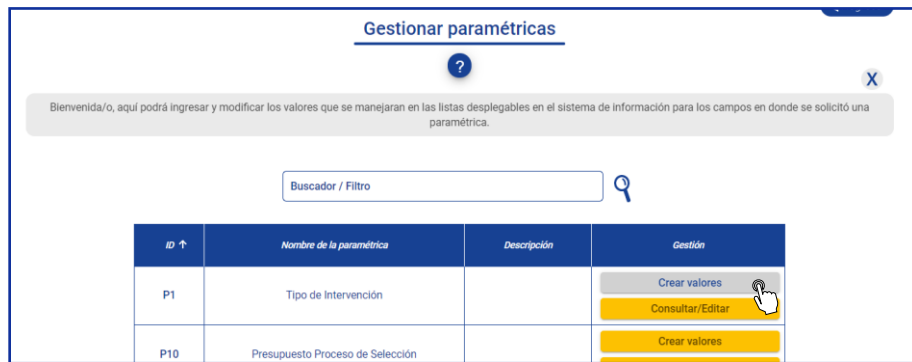 Gestionar paramétricas
?
X
Bienvenida/o, aquí podrá ingresar y modificar los valores que se manejaran en las listas desplegables en el sistema de información para los campos en donde se solicitó una
paramétrica.
Buscador / Filtro
ID ↑ Nombre de la paramétrica Descripción Gestión
P1 Tipo de Intervención Crear valores
Consultar/Editar
P10 Presupuesto Proceso de Selección Crear valores